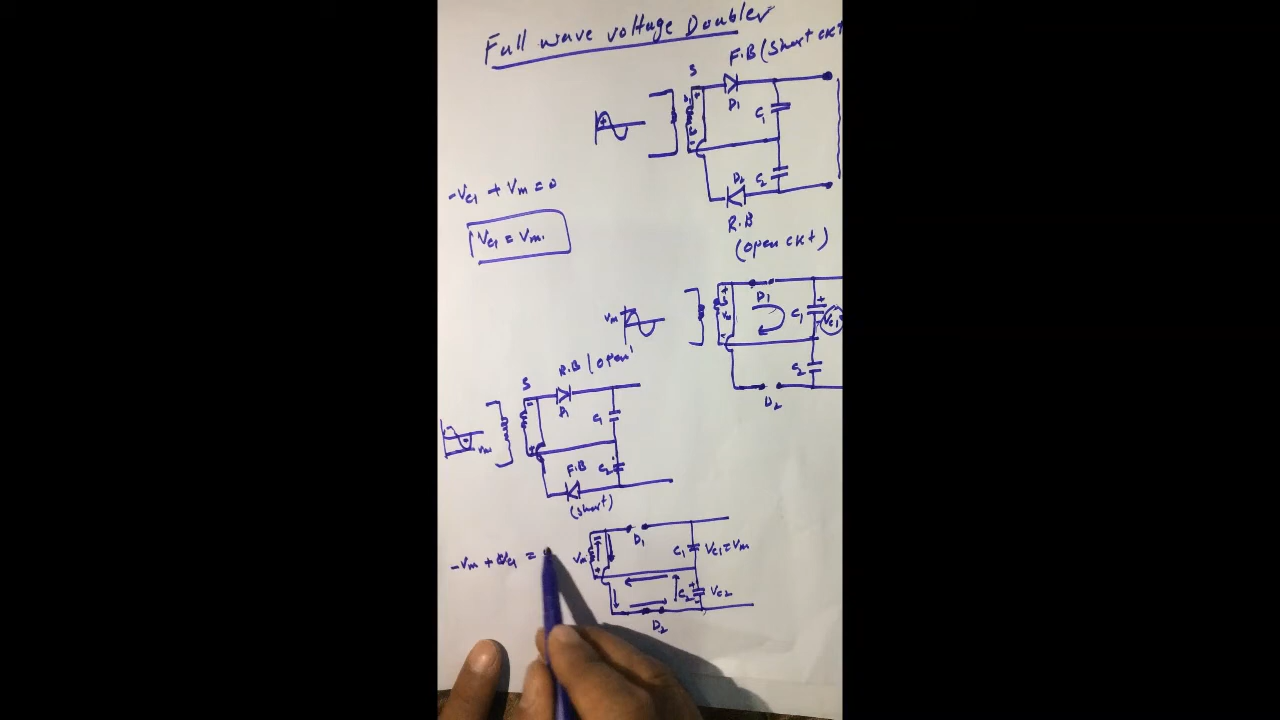 Full wave voltage Doubler
F.B (Short ckt
S
+
D1
C1
+
-
C2
D2
R.B
(open ckt)
-Vc1 + Vm = 0
Vc1 = Vm.
Vm
+
S
Vm
-
D1
C1
+
-
Vc1
C2
D2
R.B (open
S
-
D1
C1
-
Vm
+
F.B
C2
(short)
D1
Vm
-
+
C1
Vc1 = Vm
C2
+
-
Vc2
D2
-Vm + Vc1 =